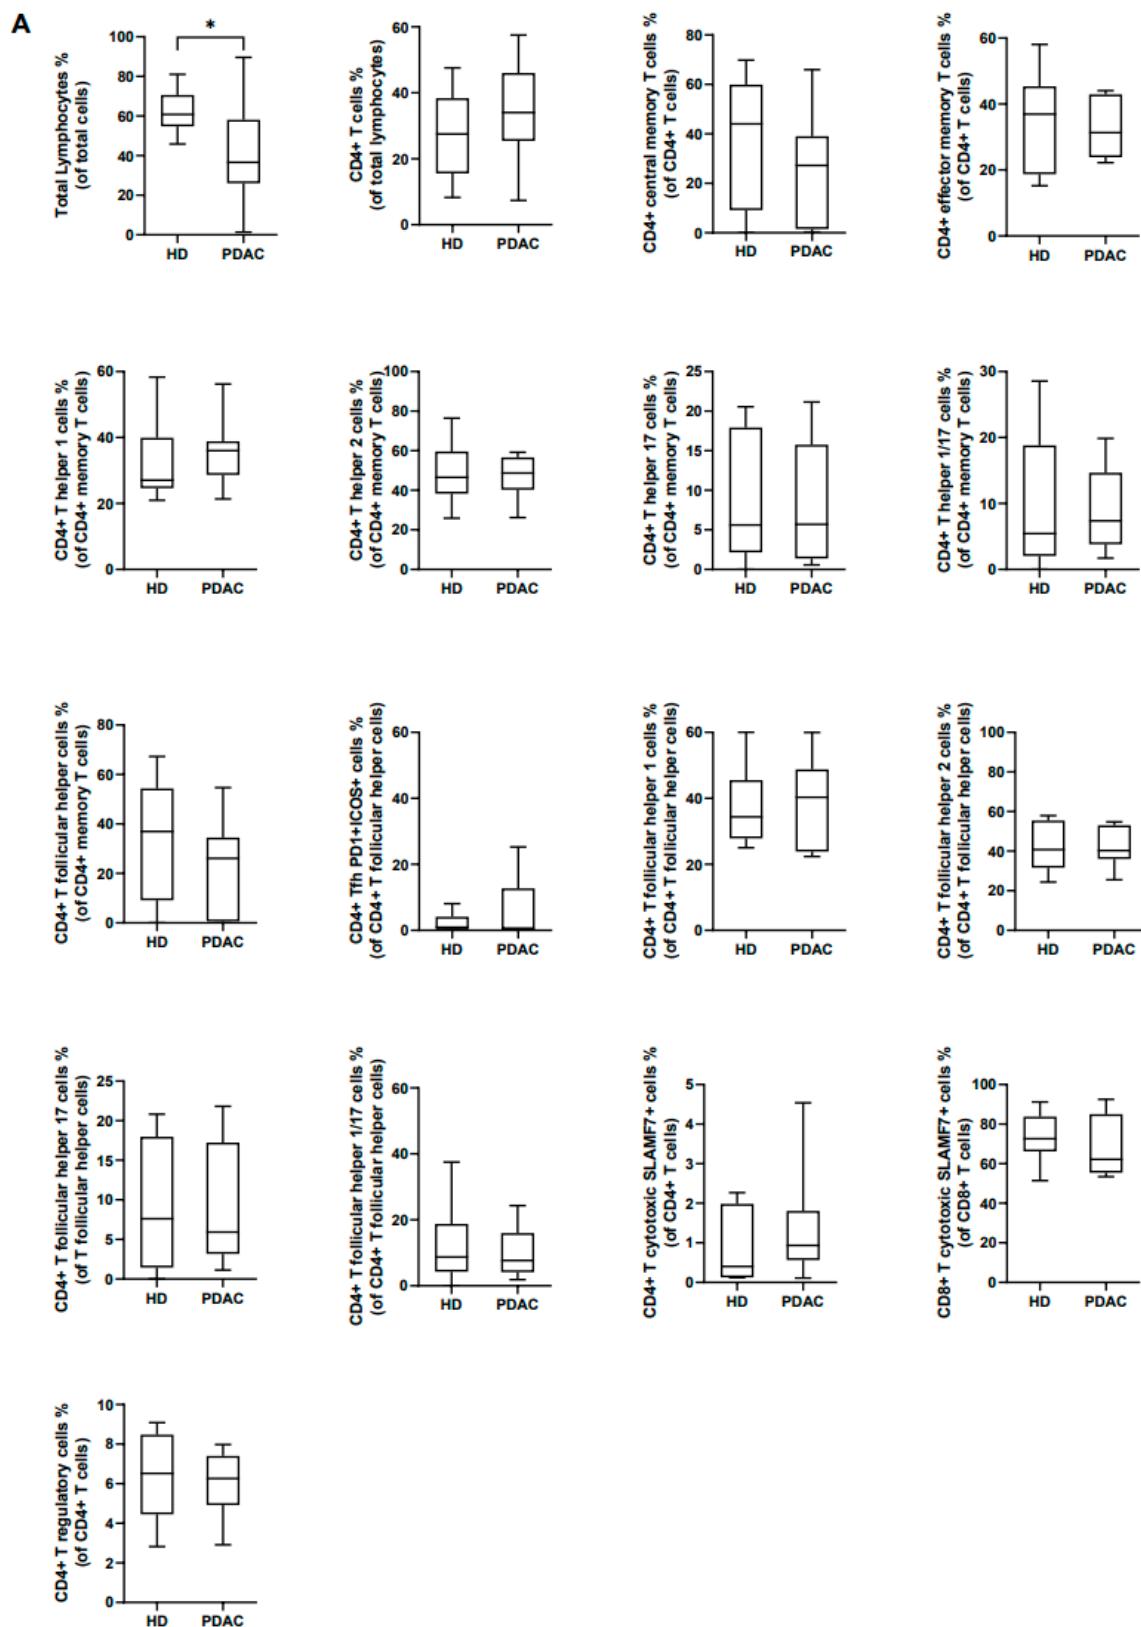 A
*
Total Lymphocytes %
(of total cells)
100
80
60
40
20
0
HD PDAC
CD4+ T cells %
(of total lymphocytes)
60
40
20
0
HD PDAC
CD4+ central memory T cells %
(of CD4+ T cells)
80
60
40
20
0
HD PDAC
CD4+ effector memory T cells %
(of CD4+ T cells)
60
40
20
0
HD PDAC
CD4+ T helper 1 cells %
(of CD4+ memory T cells)
60
40
20
0
HD PDAC
CD4+ T helper 2 cells %
(of CD4+ memory T cells)
100
80
60
40
20
0
HD PDAC
CD4+ T helper 17 cells %
(of CD4+ memory T cells)
25
20
15
10
5
0
HD PDAC
CD4+ T helper 1/17 cells %
(of CD4+ memory T cells)
30
20
10
0
HD PDAC
CD4+ T follicular helper cells %
(of CD4+ memory T cells)
80
60
40
20
0
HD PDAC
CD4+ Tfh PD1+ICOS+ cells %
(of CD4+ T follicular helper cells)
60
40
20
0
HD PDAC
CD4+ T follicular helper 1 cells %
(of CD4+ T follicular helper cells)
60
40
20
0
HD PDAC
CD4+ T follicular helper 2 cells %
(of CD4+ T follicular helper cells)
100
80
60
40
20
0
HD PDAC
CD4+ T follicular helper 17 cells %
(of T follicular helper cells)
25
20
15
10
5
0
HD PDAC
CD4+ T follicular helper 1/17 cells %
(of CD4+ T follicular helper cells)
60
40
20
0
HD PDAC
CD4+ T cytotoxic SLAMF7+ cells %
(of CD4+ T cells)
5
4
3
2
1
0
HD PDAC
CD8+ T cytotoxic SLAMF7+ cells %
(of CD8+ T cells)
100
80
60
40
20
0
HD PDAC
CD4+ T regulatory cells %
(of CD4+ T cells)
10
8
6
4
2
0
HD PDAC